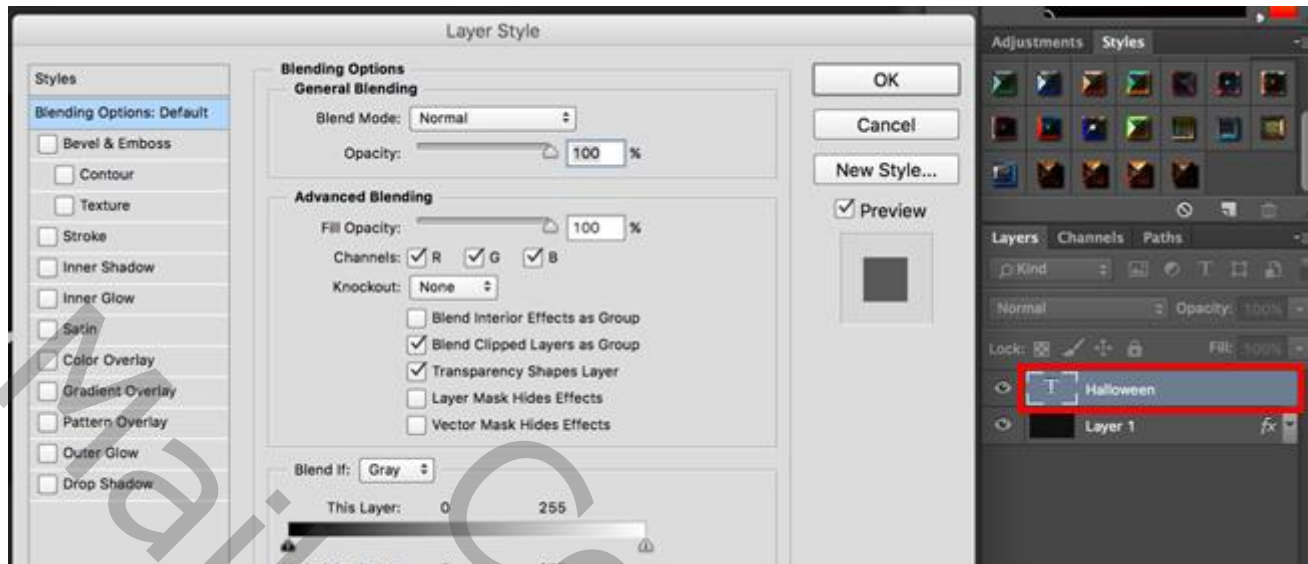 Layer Style
Styles
Blending Options: Default
Bevel & Emboss
Contour
Texture
Stroke
Inner Shadow
Inner Glow
Satin
Color Overlay
Gradient Overlay
Pattern Overlay
Outer Glow
Drop Shadow
Blending Options
General Blending
Blend Mode: Normal
Opacity: 100 %
Advanced Blending
Fill Opacity: 100 %
Channels: R G B
Knockout: None
Blend Interior Effects as Group
Blend Clipped Layers as Group
Transparency Shapes Layer
Layer Mask Hides Effects
Vector Mask Hides Effects
Blend If: Gray
This Layer: 0 255
OK
Cancel
New Style...
Preview
Adjustments Styles
Layers Channels Paths
Kind
Normal Opacity: 100%
Lock: Fill: 100%
T Halloween
Layer 1 fx